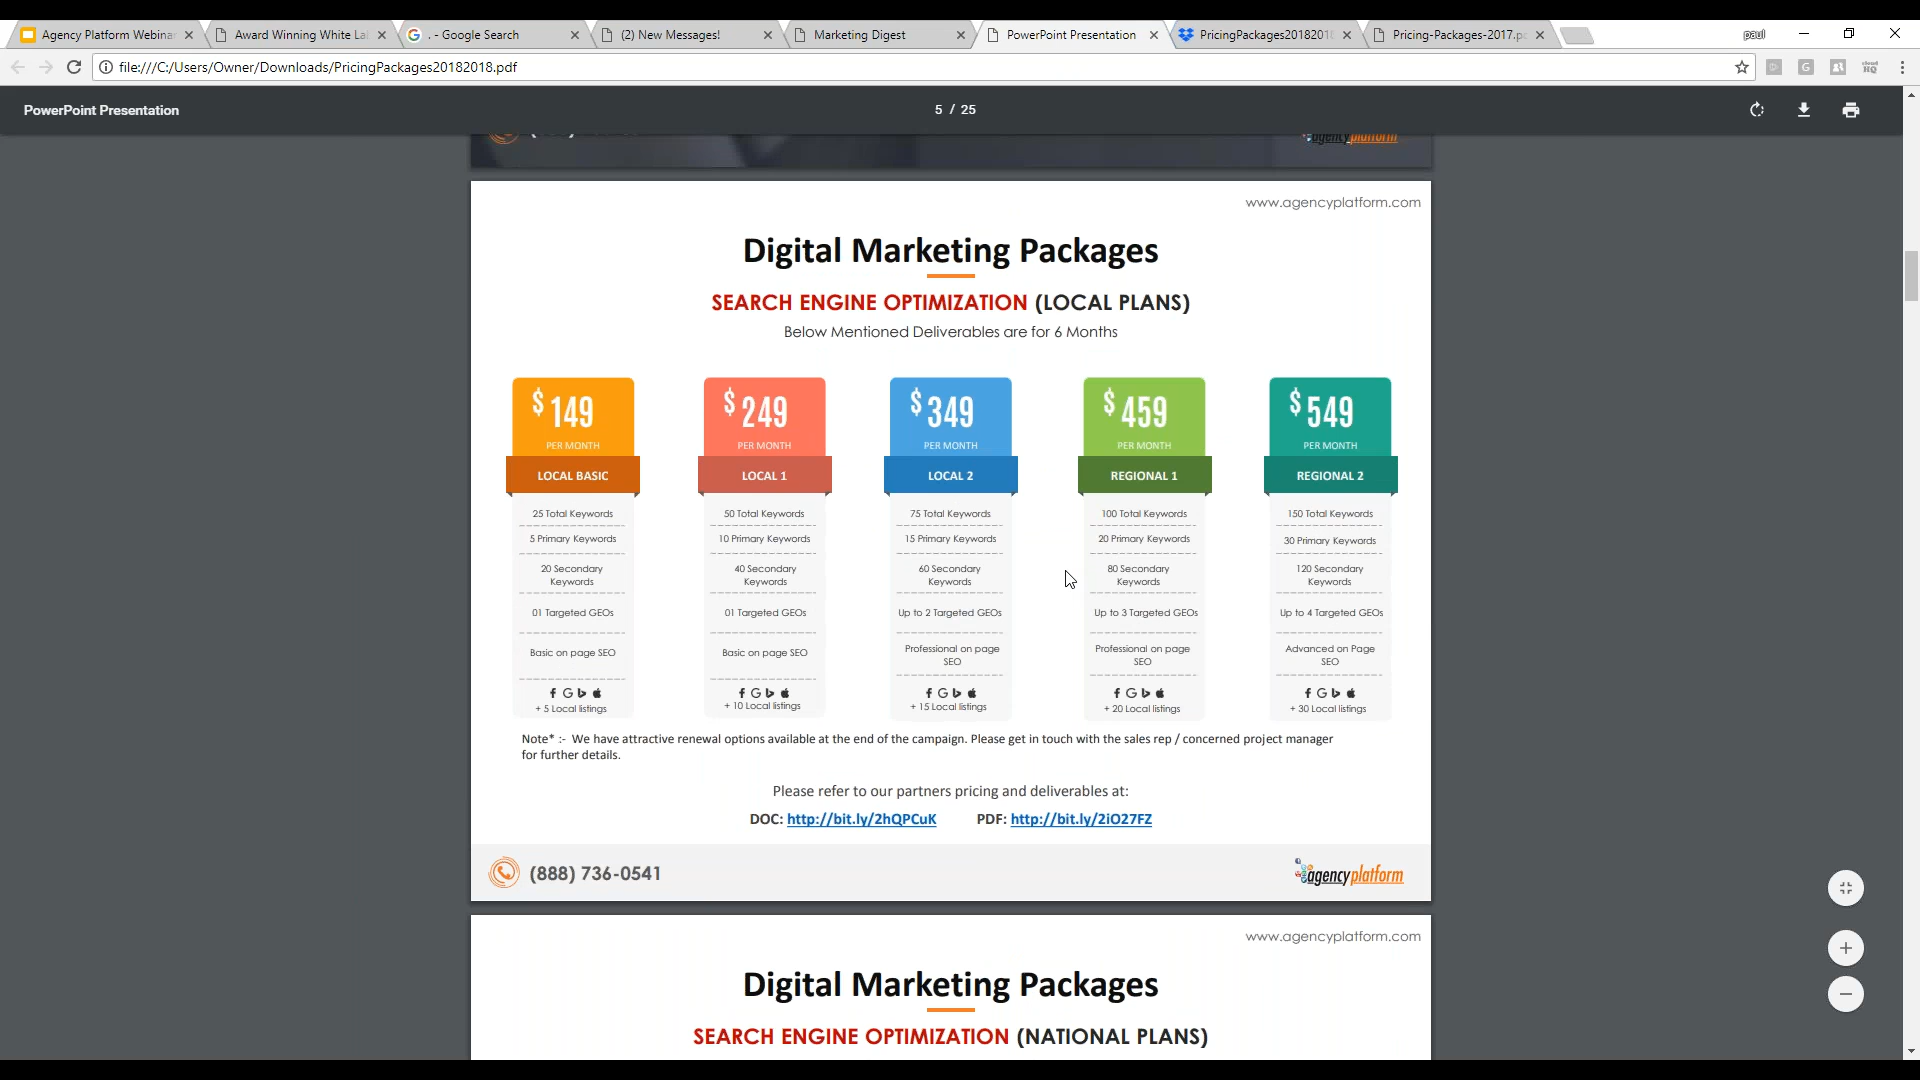 Agency Platform Webinar
Award Winning White La
. - Google Search
(2) New Messages!
Marketing Digest
PowerPoint Presentation
PricingPackages2018201
Pricing-Packages-2017.p
paul
file:///C:/Users/Owner/Downloads/PricingPackages20182018.pdf
PowerPoint Presentation
5 / 25
agencyplatform
www.agencyplatform.com
Digital Marketing Packages
SEARCH ENGINE OPTIMIZATION (LOCAL PLANS)
Below Mentioned Deliverables are for 6 Months
$ 149
PER MONTH
LOCAL BASIC
25 Total Keywords
5 Primary Keywords
20 Secondary
Keywords
01 Targeted GEOs
Basic on page SEO
+ 5 Local listings
$ 249
PER MONTH
LOCAL 1
50 Total Keywords
10 Primary Keywords
40 Secondary
Keywords
01 Targeted GEOs
Basic on page SEO
+ 10 Local listings
$ 349
PER MONTH
LOCAL 2
75 Total Keywords
15 Primary Keywords
60 Secondary
Keywords
Up to 2 Targeted GEOs
Professional on page
SEO
+ 15 Local listings
$ 459
PER MONTH
REGIONAL 1
100 Total Keywords
20 Primary Keywords
80 Secondary
Keywords
Up to 3 Targeted GEOs
Professional on page
SEO
+ 20 Local listings
$ 549
PER MONTH
REGIONAL 2
150 Total Keywords
30 Primary Keywords
120 Secondary
Keywords
Up to 4 Targeted GEOs
Advanced on Page
SEO
+ 30 Local listings
Note* :- We have attractive renewal options available at the end of the campaign. Please get in touch with the sales rep / concerned project manager
for further details.
Please refer to our partners pricing and deliverables at:
DOC: http://bit.ly/2hQPCuK PDF: http://bit.ly/2iO27FZ
(888) 736-0541
agencyplatform
www.agencyplatform.com
Digital Marketing Packages
SEARCH ENGINE OPTIMIZATION (NATIONAL PLANS)